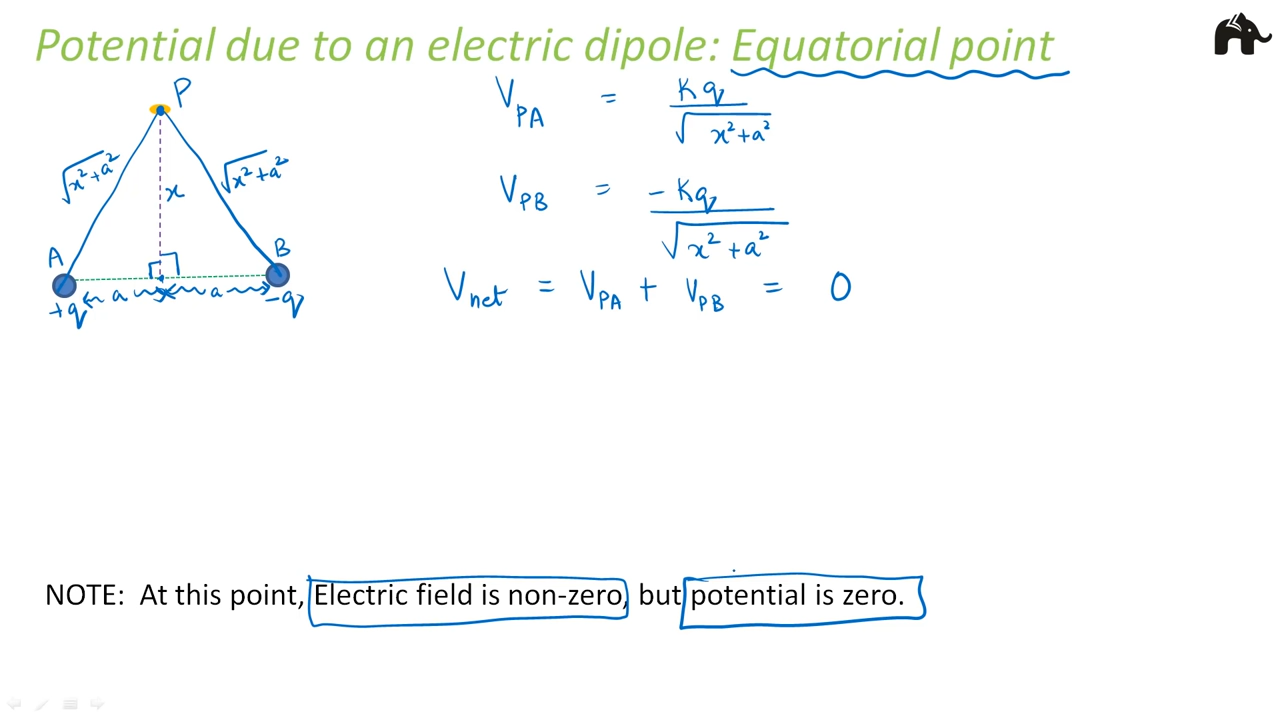 Potential due to an electric dipole: Equatorial point
P
√x²+a²
√x²+a²
x
A
B
a
a
+q
-q
V_PA = Kq / √x²+a²
V_PB = -Kq / √x²+a²
V_net = V_PA + V_PB = 0
NOTE: At this point, Electric field is non-zero, but potential is zero.